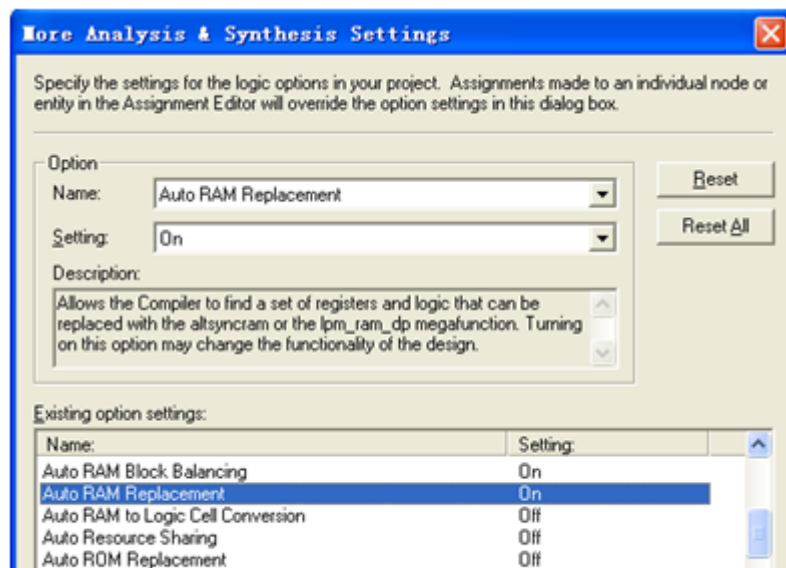 More Analysis & Synthesis Settings
Specify the settings for the logic options in your project. Assignments made to an individual node or
entity in the Assignment Editor will override the option settings in this dialog box.
Option
Name: Auto RAM Replacement
Reset
Setting: On
Reset All
Description:
Allows the Compiler to find a set of registers and logic that can be
replaced with the altsyncram or the lpm_ram_dp megafunction. Turning
on this option may change the functionality of the design.
Existing option settings:
Name: Setting:
Auto RAM Block Balancing On
Auto RAM Replacement On
Auto RAM to Logic Cell Conversion Off
Auto Resource Sharing Off
Auto ROM Replacement Off